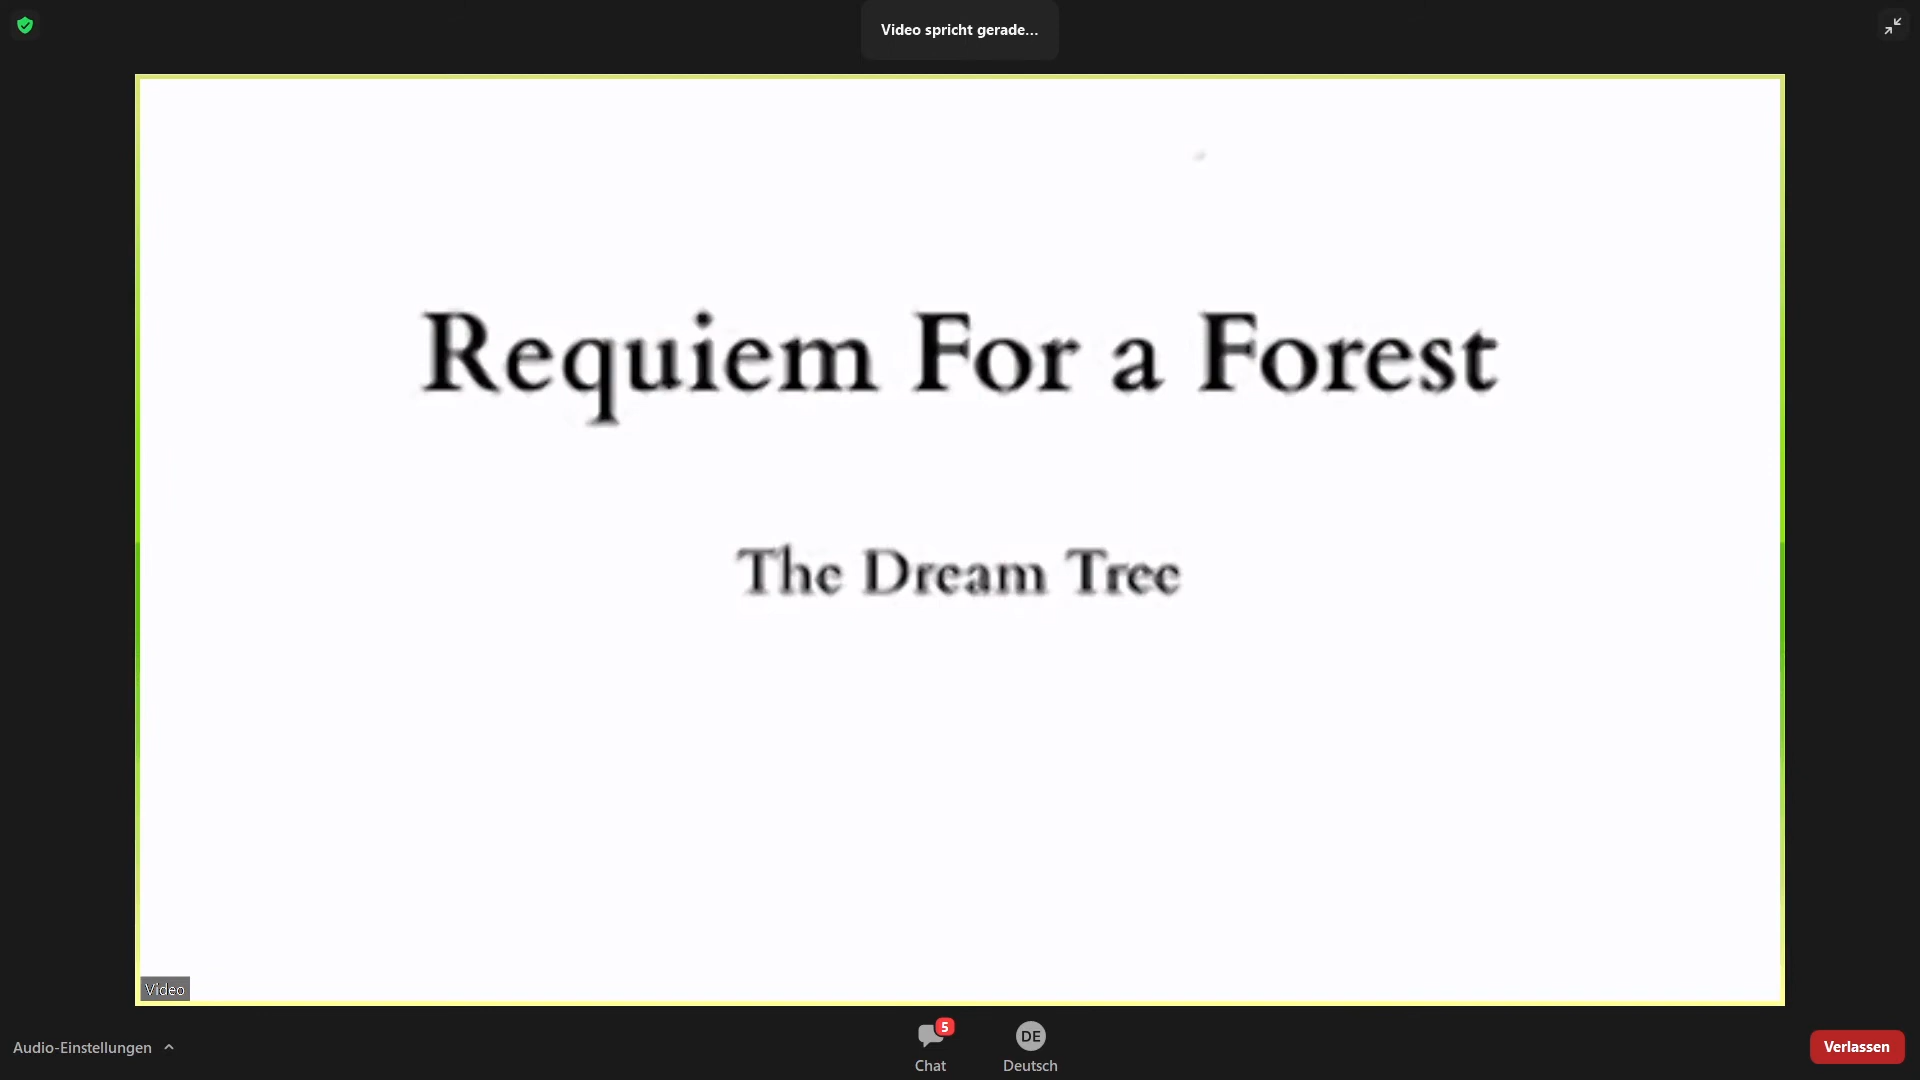 Video spricht gerade...
Requiem For a Forest
The Dream Tree
Video
Audio-Einstellungen
5
Chat
DE
Deutsch
Verlassen